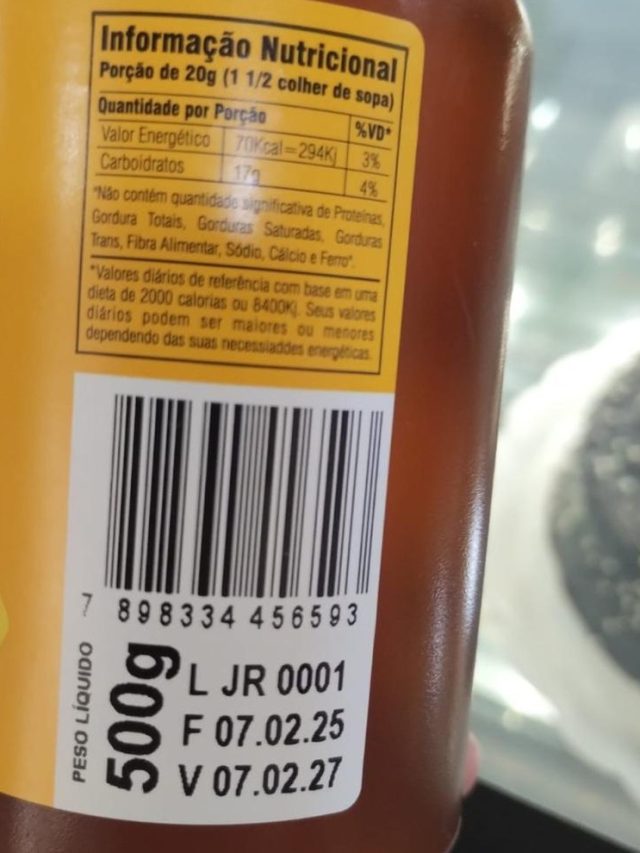 Informação Nutricional
Porção de 20g (1 1/2 colher de sopa)
Quantidade por Porção %VD*
Valor Energético 70Kcal=294Kj 3%
Carboidratos 17g 4%
"Não contém quantidade significativa de Proteínas,
Gordura Totais, Gorduras Saturadas, Gorduras
Trans, Fibra Alimentar, Sódio, Cálcio e Ferro".
*Valores diários de referência com base em uma
dieta de 2000 calorias ou 8400Kj. Seus valores
diários podem ser maiores ou menores
dependendo das suas necessiaddes energéticas.
7 898334 456593
PESO LÍQUIDO
500g
L JR 0001
F 07.02.25
V 07.02.27